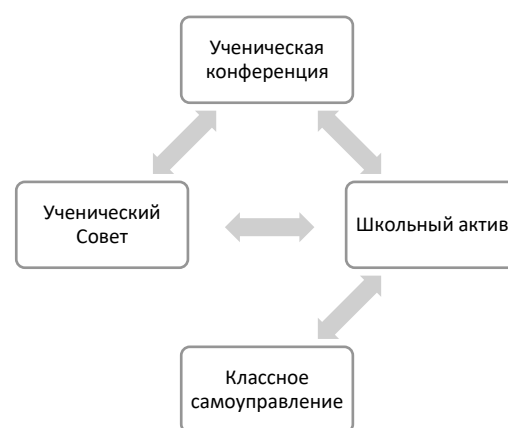 Ученическая
конференция
Ученический
Совет
Школьный актив
Классное
самоуправление